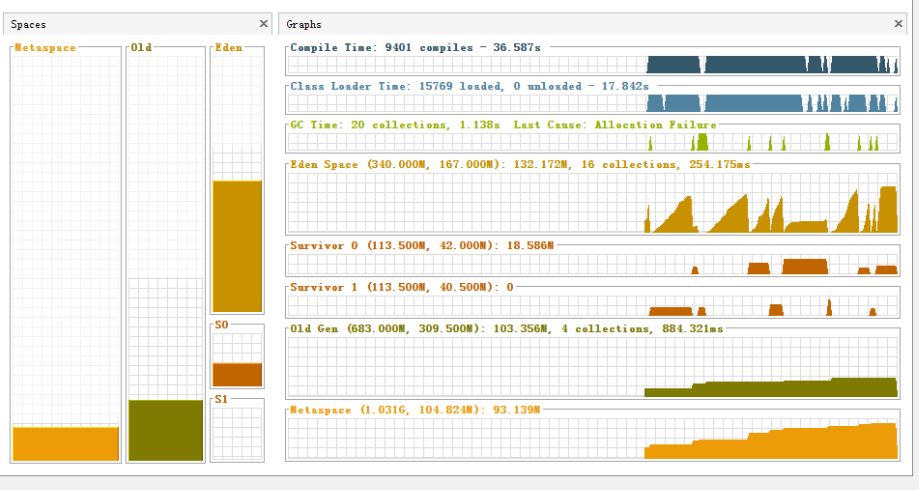 Spaces
Graphs
Metaspace
Old
Eden
S0
S1
Compile Time: 9401 compiles - 36.587s
Class Loader Time: 15769 loaded, 0 unloaded - 17.842s
GC Time: 20 collections, 1.138s Last Cause: Allocation Failure
Eden Space (340.000M, 167.000M): 132.172M, 16 collections, 254.175ms
Survivor 0 (113.500M, 42.000M): 18.586M
Survivor 1 (113.500M, 40.500M): 0
Old Gen (683.000M, 309.500M): 103.356M, 4 collections, 884.321ms
Metaspace (1.031G, 104.824M): 93.139M